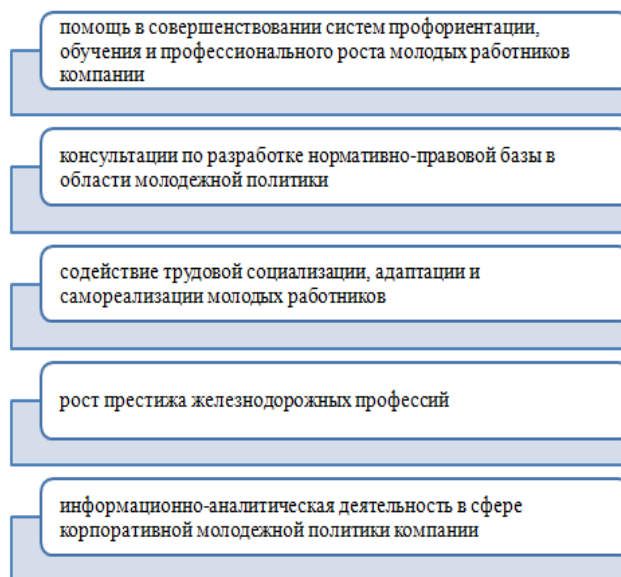 помощь в совершенствовании систем профориентации,
обучения и профессионального роста молодых работников
компании
консультации по разработке нормативно-правовой базы в
области молодежной политики
содействие трудовой социализации, адаптации и
самореализации молодых работников
рост престижа железнодорожных профессий
информационно-аналитическая деятельность в сфере
корпоративной молодежной политики компании